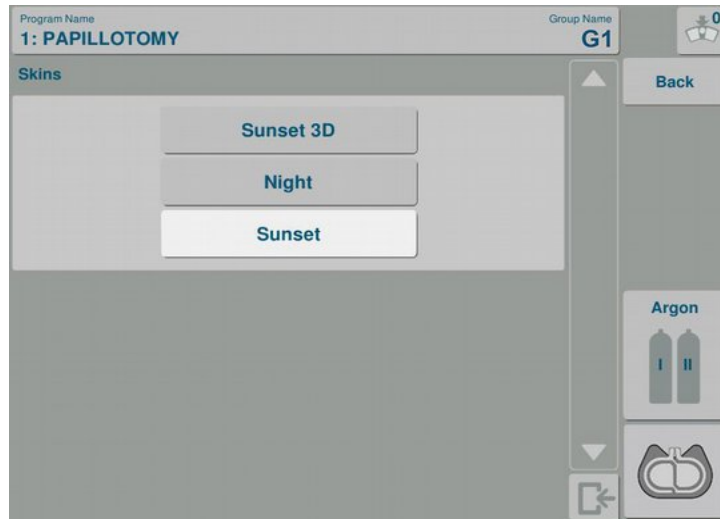 Program Name
1: PAPILLOTOMY
Group Name
G1
0
Skins
Back
Sunset 3D
Night
Sunset
Argon
I II